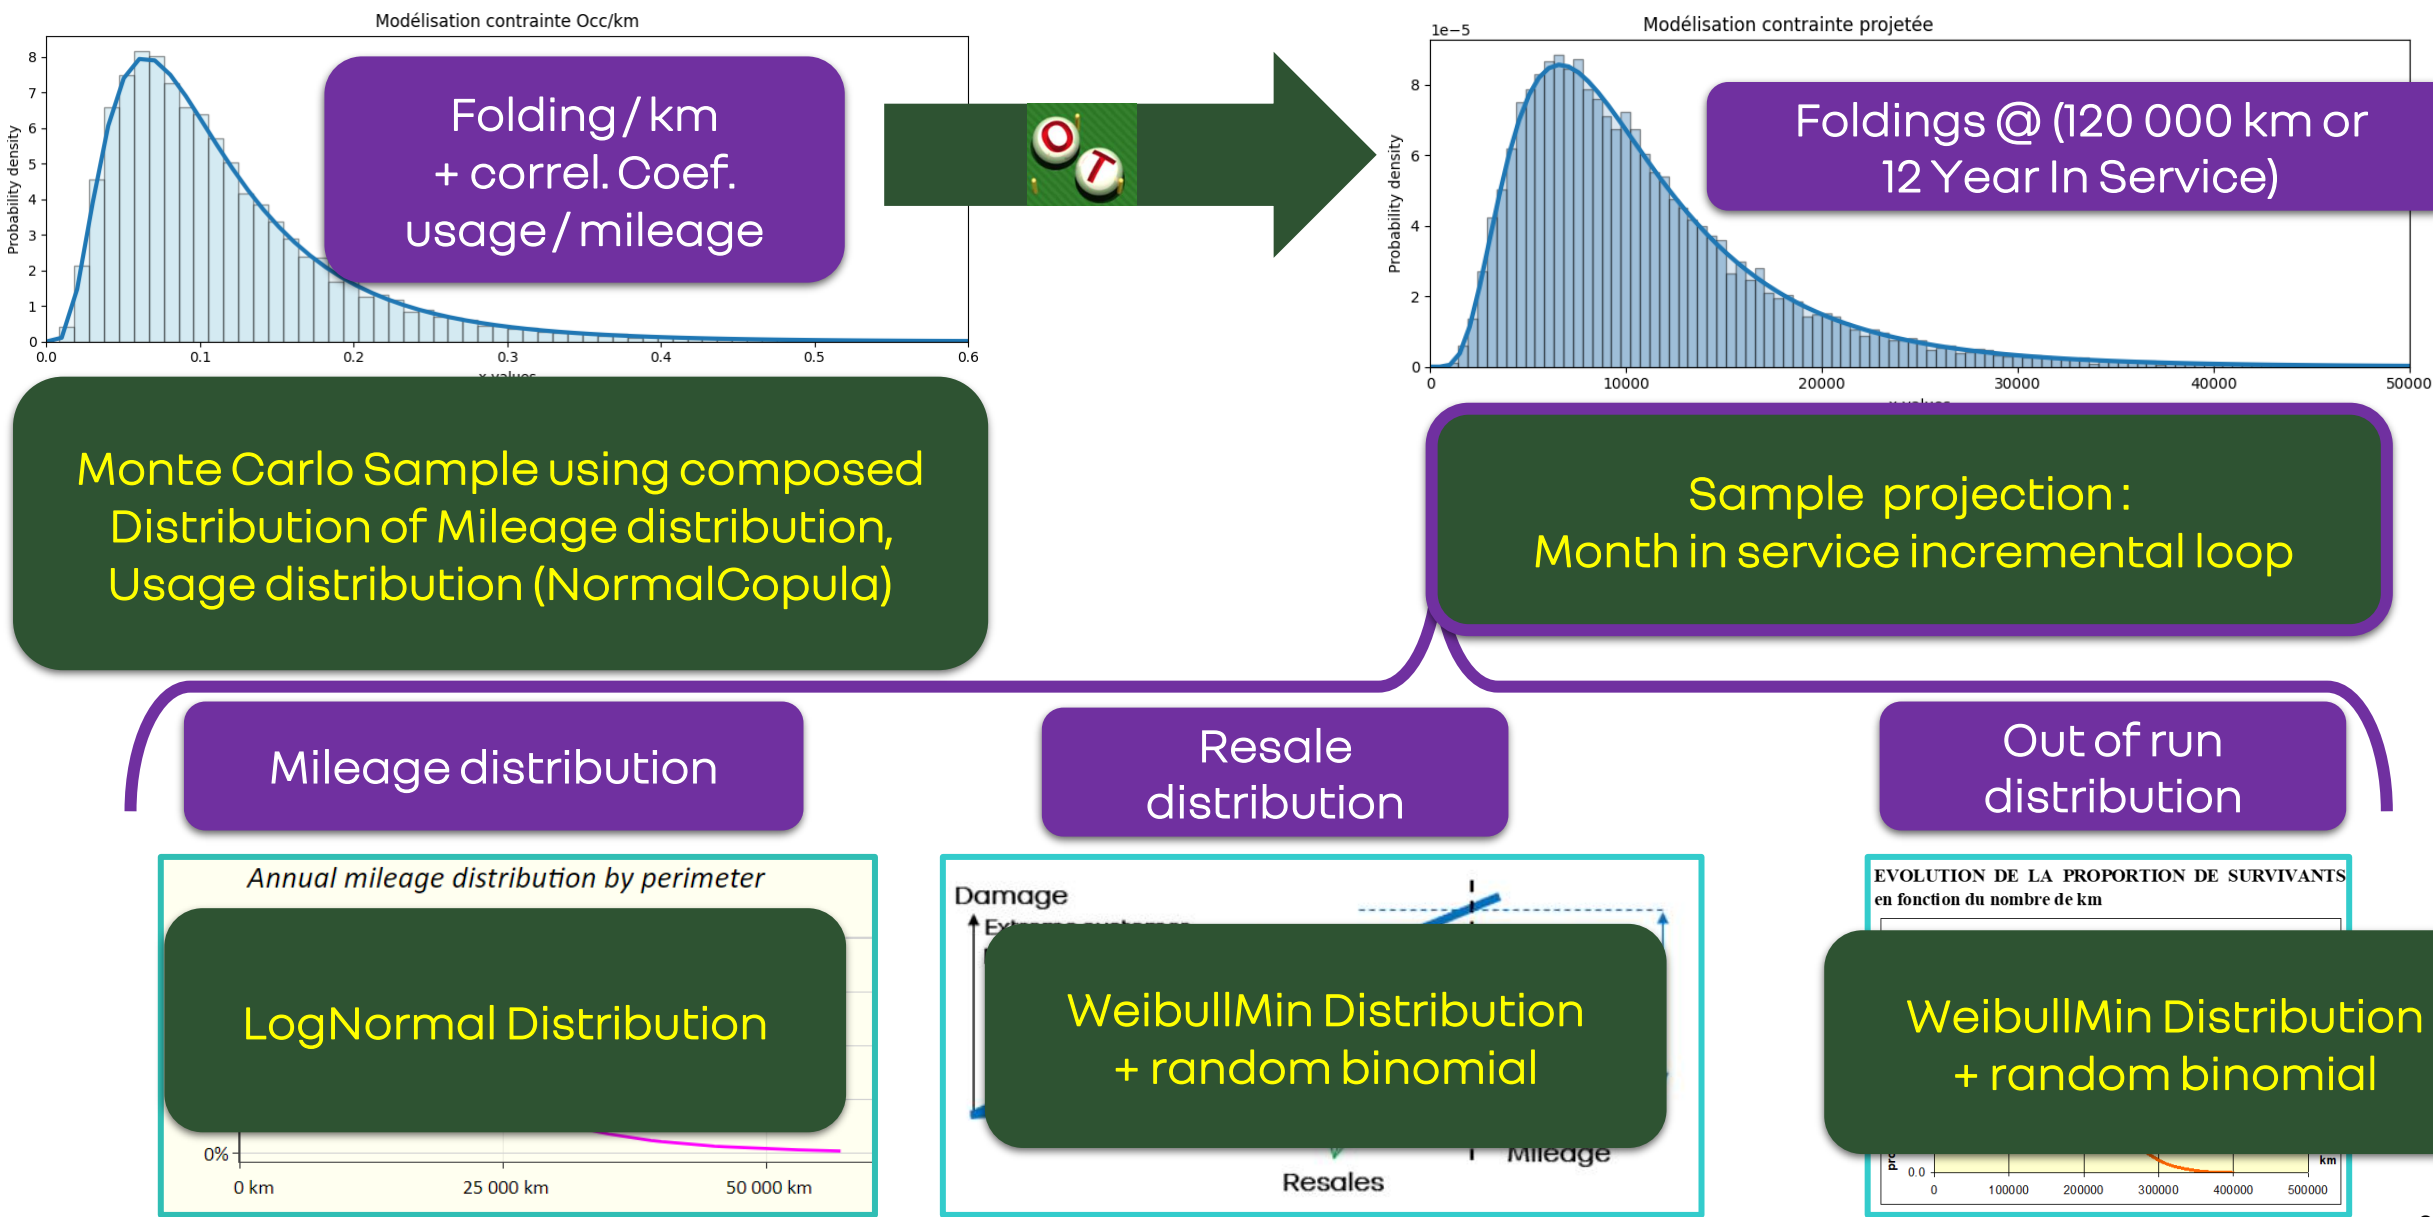 Modélisation contrainte Occ/km
Probability density
8
7
6
5
4
3
2
1
0
0.0 0.1 0.2 0.3 0.4 0.5 0.6
Folding / km
+ correl. Coef.
usage / mileage
O
T
Modélisation contrainte projetée
1e−5
Probability density
8
6
4
2
0
0 10000 20000 30000 40000 50000
Foldings @ (120 000 km or
12 Year In Service)
Monte Carlo Sample using composed
Distribution of Mileage distribution,
Usage distribution (NormalCopula)
Sample projection :
Month in service incremental loop
Mileage distribution
Resale
distribution
Out of run
distribution
Annual mileage distribution by perimeter
LogNormal Distribution
0%
0 km 25 000 km 50 000 km
Damage
WeibullMin Distribution
+ random binomial
Mileage
Resales
EVOLUTION DE LA PROPORTION DE SURVIVANTS
en fonction du nombre de km
WeibullMin Distribution
+ random binomial
0.0
km
0 100000 200000 300000 400000 500000